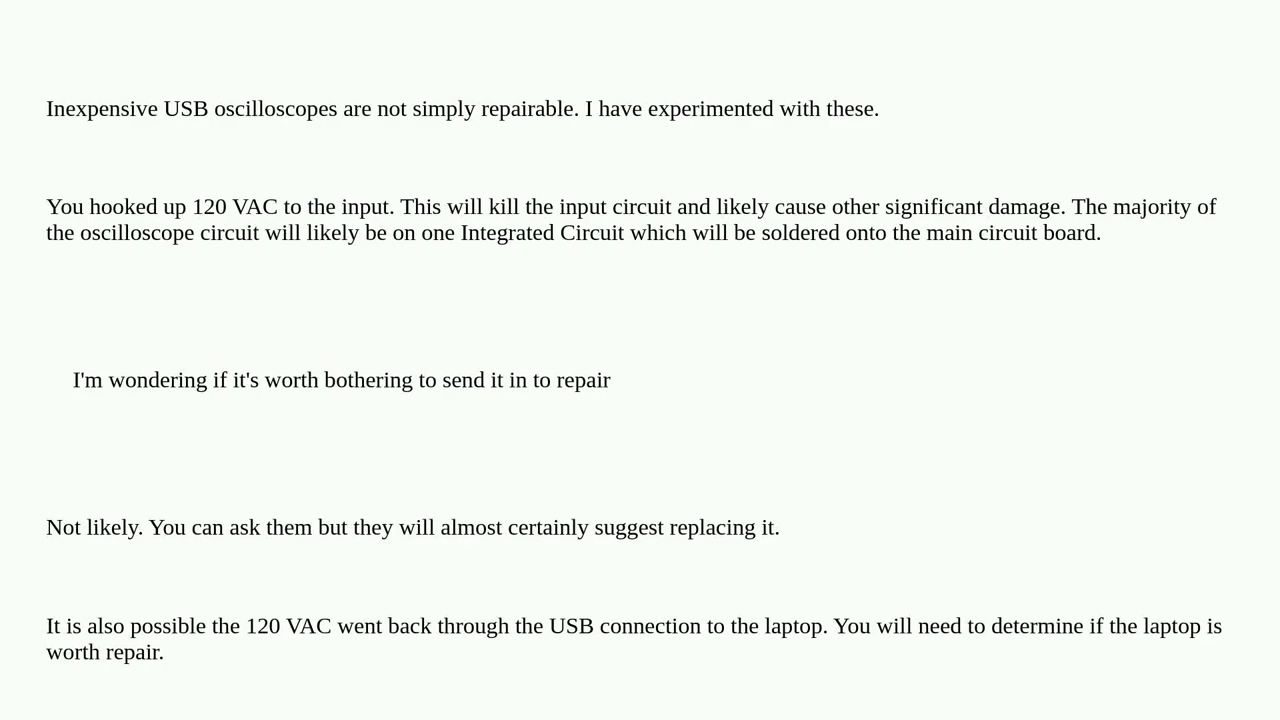 Inexpensive USB oscilloscopes are not simply repairable. I have experimented with these.
You hooked up 120 VAC to the input. This will kill the input circuit and likely cause other significant damage. The majority of
the oscilloscope circuit will likely be on one Integrated Circuit which will be soldered onto the main circuit board.
I'm wondering if it's worth bothering to send it in to repair
Not likely. You can ask them but they will almost certainly suggest replacing it.
It is also possible the 120 VAC went back through the USB connection to the laptop. You will need to determine if the laptop is
worth repair.